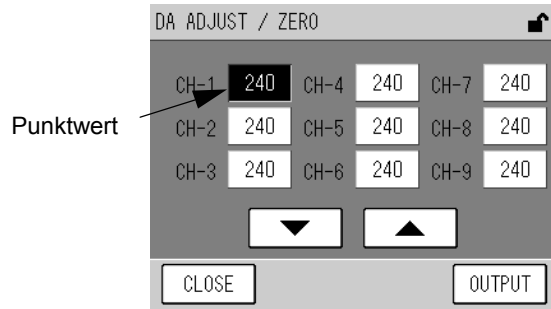 DA ADJUST / ZERO
CH-1 240 CH-4 240 CH-7 240
Punktwert
CH-2 240 CH-5 240 CH-8 240
CH-3 240 CH-6 240 CH-9 240
CLOSE OUTPUT